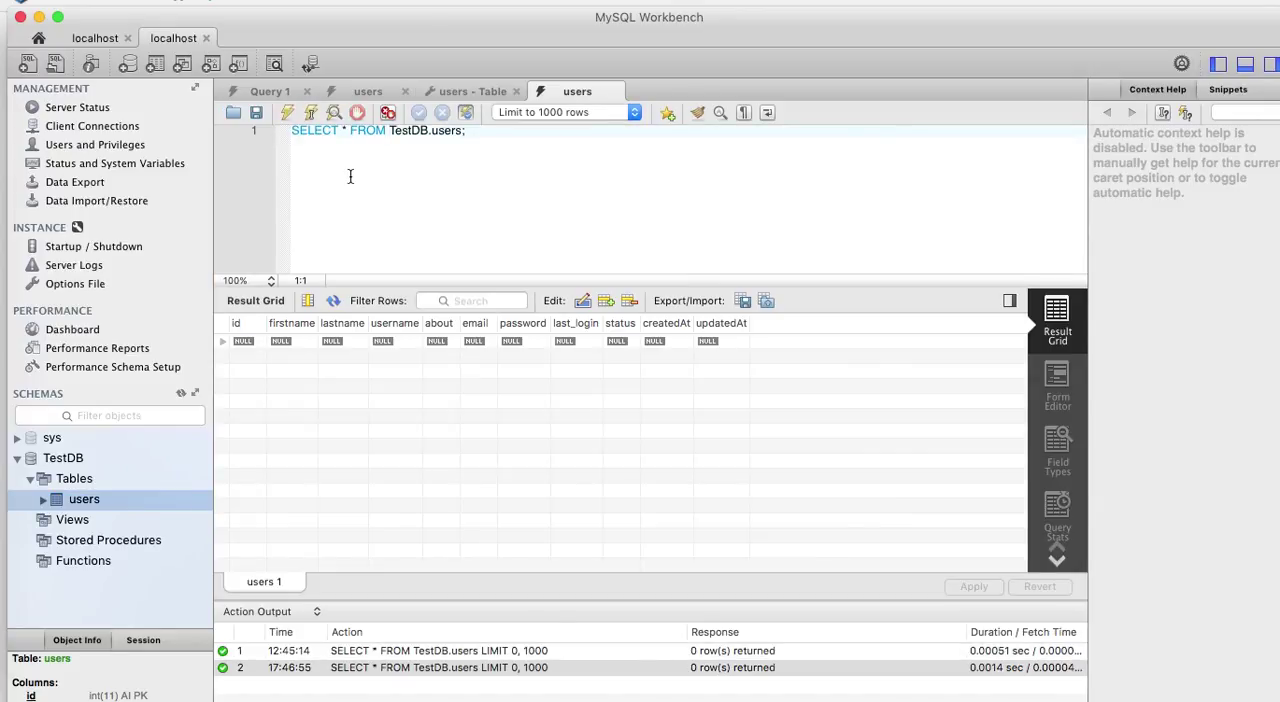 MySQL Workbench
localhost
localhost
MANAGEMENT
Server Status
Client Connections
Users and Privileges
Status and System Variables
Data Export
Data Import/Restore
INSTANCE
Startup / Shutdown
Server Logs
Options File
PERFORMANCE
Dashboard
Performance Reports
Performance Schema Setup
SCHEMAS
Filter objects
sys
TestDB
Tables
users
Views
Stored Procedures
Functions
Object Info Session
Table: users
Columns:
id int(11) AI PK
Query 1 users users - Table users
Limit to 1000 rows
1 SELECT * FROM TestDB.users;
100% 1:1
Result Grid Filter Rows: Search Edit: Export/Import:
id firstname lastname username about email password last_login status createdAt updatedAt
NULL NULL NULL NULL NULL NULL NULL NULL NULL NULL NULL
Result
Grid
Form
Editor
Field
Types
Query
Stats
users 1
Apply Revert
Action Output
Time Action Response Duration / Fetch Time
1 12:45:14 SELECT * FROM TestDB.users LIMIT 0, 1000 0 row(s) returned 0.00051 sec / 0.0000...
2 17:46:55 SELECT * FROM TestDB.users LIMIT 0, 1000 0 row(s) returned 0.0014 sec / 0.00004...
Context Help Snippets
Automatic context help is
disabled. Use the toolbar to
manually get help for the curren
caret position or to toggle
automatic help.